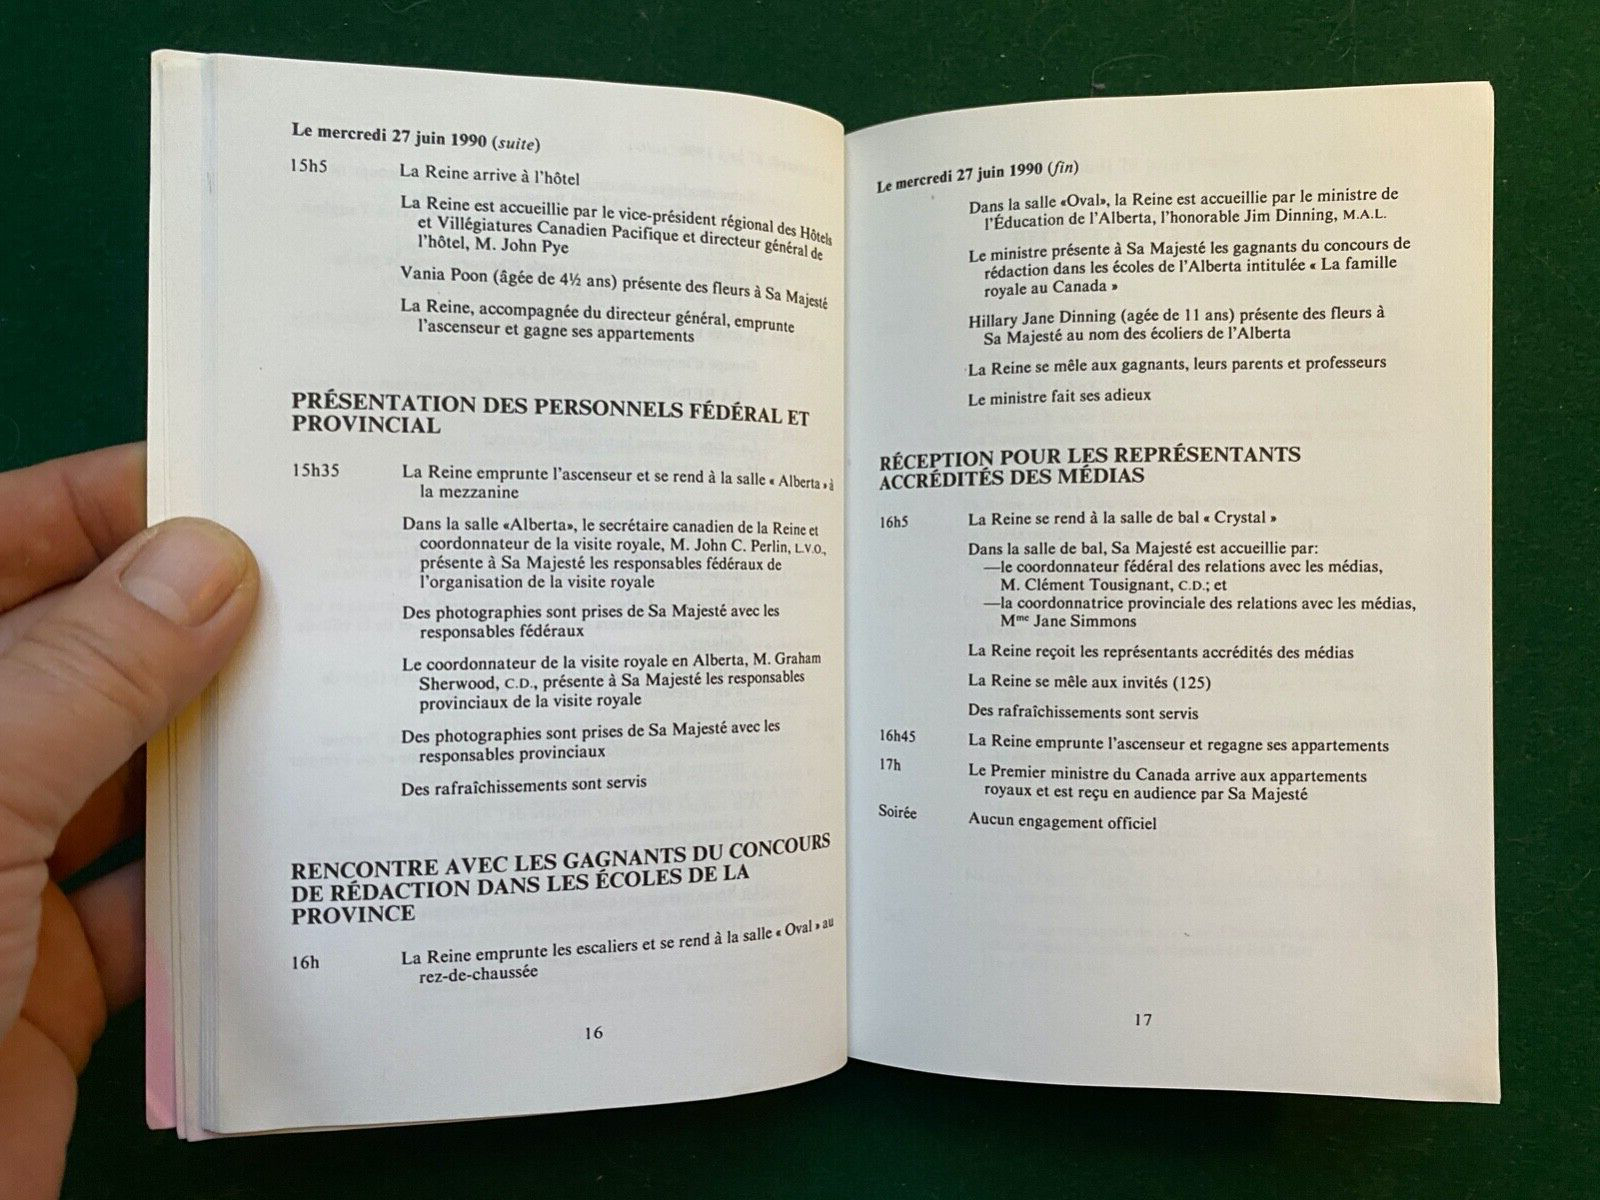 Le mercredi 27 juin 1990 (suite)
15h5 La Reine arrive à l'hôtel
La Reine est accueillie par le vice-président régional des Hôtels
et Villégiatures Canadien Pacifique et directeur général de
l'hôtel, M. John Pye
Vania Poon (âgée de 4½ ans) présente des fleurs à Sa Majesté
La Reine, accompagnée du directeur général, emprunte
l'ascenseur et gagne ses appartements
PRÉSENTATION DES PERSONNELS FÉDÉRAL ET
PROVINCIAL
15h35 La Reine emprunte l'ascenseur et se rend à la salle « Alberta » à
la mezzanine
Dans la salle «Alberta», le secrétaire canadien de la Reine et
coordonnateur de la visite royale, M. John C. Perlin, L.V.O.,
présente à Sa Majesté les responsables fédéraux de
l'organisation de la visite royale
Des photographies sont prises de Sa Majesté avec les
responsables fédéraux
Le coordonnateur de la visite royale en Alberta, M. Graham
Sherwood, C.D., présente à Sa Majesté les responsables
provinciaux de la visite royale
Des photographies sont prises de Sa Majesté avec les
responsables provinciaux
Des rafraîchissements sont servis
RENCONTRE AVEC LES GAGNANTS DU CONCOURS
DE RÉDACTION DANS LES ÉCOLES DE LA
PROVINCE
16h La Reine emprunte les escaliers et se rend à la salle « Oval » au
rez-de-chaussée
16
Le mercredi 27 juin 1990 (fin)
Dans la salle «Oval», la Reine est accueillie par le ministre de
l'Éducation de l'Alberta, l'honorable Jim Dinning, M.A.L.
Le ministre présente à Sa Majesté les gagnants du concours de
rédaction dans les écoles de l'Alberta intitulée « La famille
royale au Canada »
Hillary Jane Dinning (agée de 11 ans) présente des fleurs à
Sa Majesté au nom des écoliers de l'Alberta
La Reine se mêle aux gagnants, leurs parents et professeurs
Le ministre fait ses adieux
RÉCEPTION POUR LES REPRÉSENTANTS
ACCRÉDITÉS DES MÉDIAS
16h5 La Reine se rend à la salle de bal « Crystal »
Dans la salle de bal, Sa Majesté est accueillie par:
—le coordonnateur fédéral des relations avec les médias,
M. Clément Tousignant, C.D.; et
—la coordonnatrice provinciale des relations avec les médias,
Mme Jane Simmons
La Reine reçoit les représentants accrédités des médias
La Reine se mêle aux invités (125)
Des rafraîchissements sont servis
16h45 La Reine emprunte l'ascenseur et regagne ses appartements
17h Le Premier ministre du Canada arrive aux appartements
royaux et est reçu en audience par Sa Majesté
Soirée Aucun engagement officiel
17